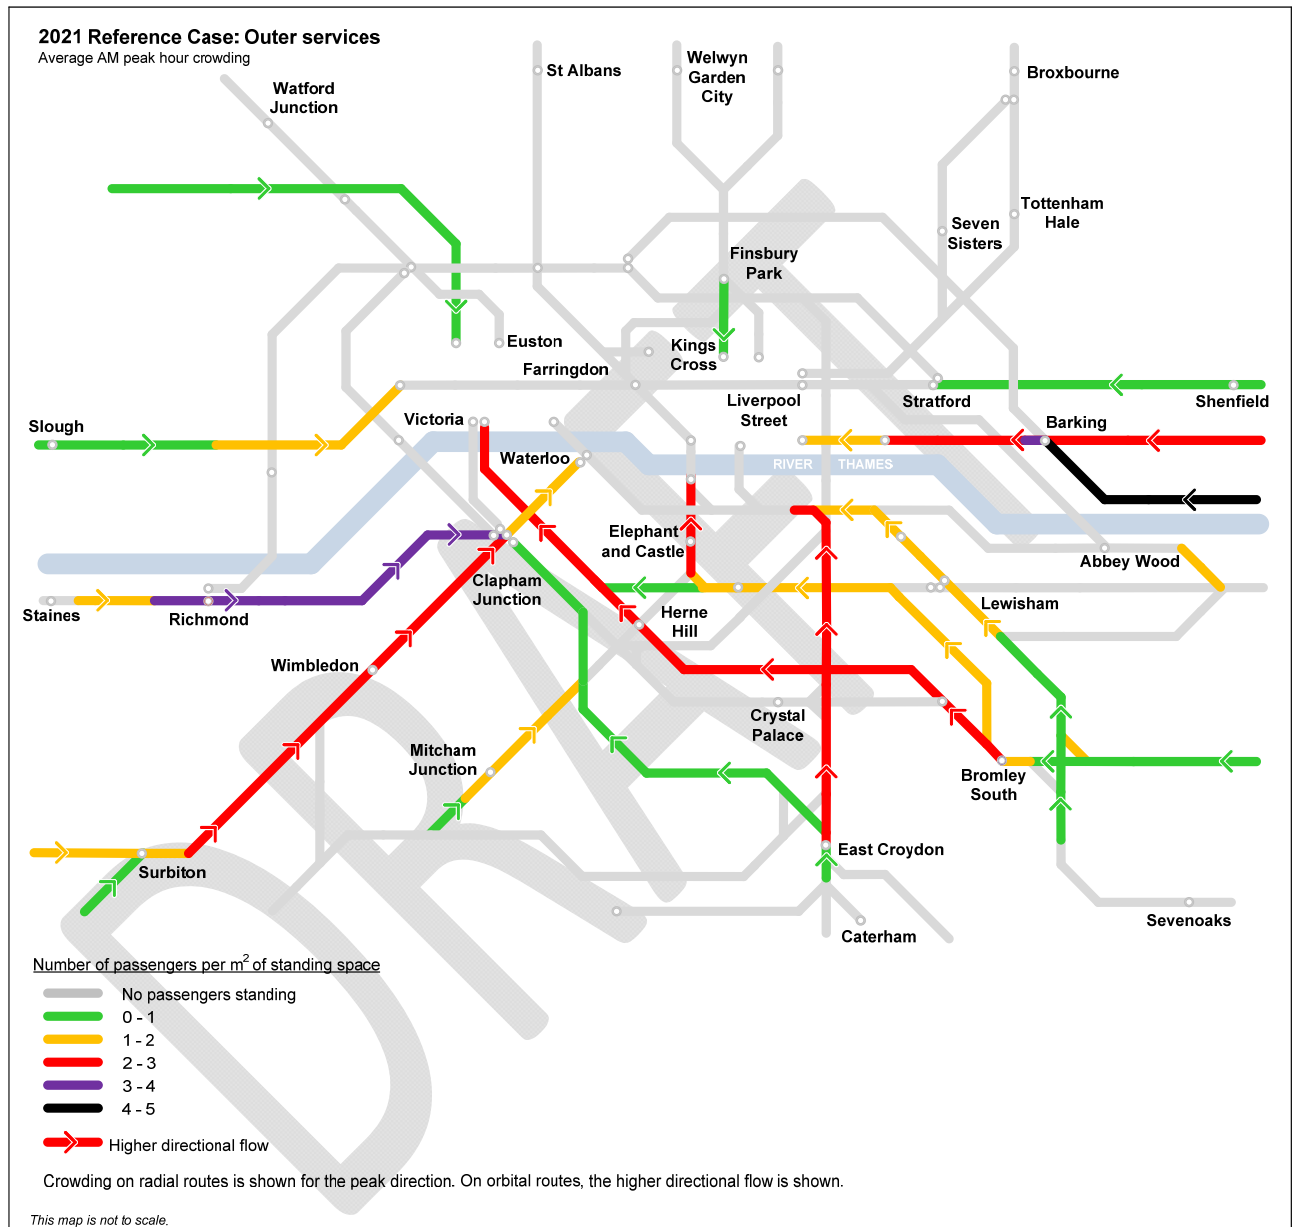 2021 Reference Case: Outer services
Average AM peak hour crowding
Watford
Junction
St Albans
Welwyn
Garden
City
Broxbourne
Tottenham
Hale
Seven
Sisters
Finsbury
Park
Euston
Kings
Cross
Farringdon
Liverpool
Street
Stratford
Shenfield
Slough
Victoria
Barking
Waterloo
RIVER THAMES
Elephant
and Castle
Abbey Wood
Clapham
Junction
Staines
Richmond
Herne
Hill
Lewisham
Wimbledon
Crystal
Palace
Mitcham
Junction
Bromley
South
East Croydon
Surbiton
Sevenoaks
Caterham
DRAFT
Number of passengers per m2 of standing space
No passengers standing
0 - 1
1 - 2
2 - 3
3 - 4
4 - 5
Higher directional flow
Crowding on radial routes is shown for the peak direction. On orbital routes, the higher directional flow is shown.
This map is not to scale.